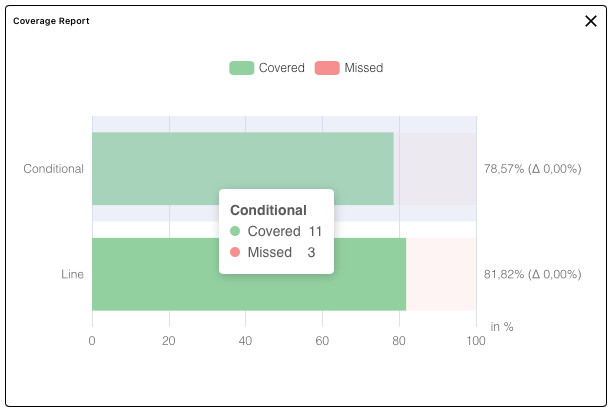 Coverage Report
Covered Missed
Conditional
78,57% (Δ 0,00%)
Conditional
Covered 11
Missed 3
Line
81,82% (Δ 0,00%)
in %
0 20 40 60 80 100